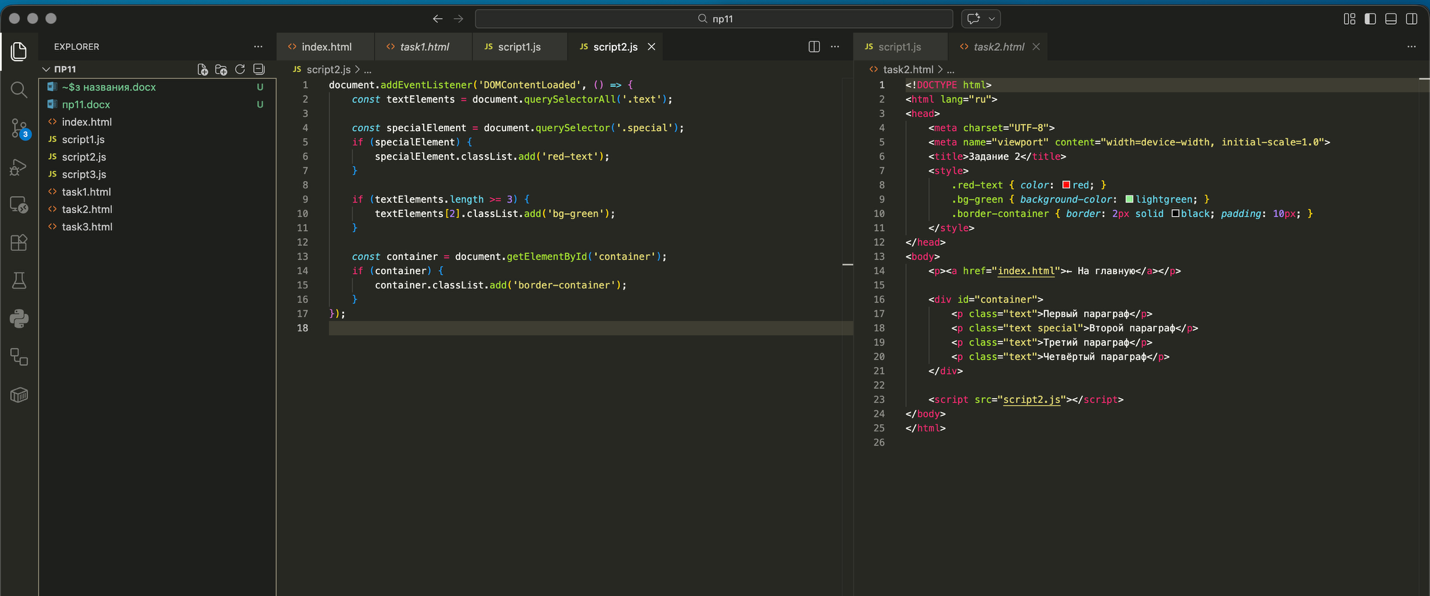 пр11
EXPLORER
ПР11
~$з названия.docx U
пр11.docx U
index.html
JS script1.js
JS script2.js
JS script3.js
task1.html
task2.html
task3.html
3
index.html task1.html JS script1.js JS script2.js
JS script2.js > ...
1 document.addEventListener('DOMContentLoaded', () => {
2 const textElements = document.querySelectorAll('.text');
3
4 const specialElement = document.querySelector('.special');
5 if (specialElement) {
6 specialElement.classList.add('red-text');
7 }
8
9 if (textElements.length >= 3) {
10 textElements[2].classList.add('bg-green');
11 }
12
13 const container = document.getElementById('container');
14 if (container) {
15 container.classList.add('border-container');
16 }
17 });
18
JS script1.js task2.html
task2.html > ...
1 <!DOCTYPE html>
2 <html lang="ru">
3 <head>
4 <meta charset="UTF-8">
5 <meta name="viewport" content="width=device-width, initial-scale=1.0">
6 <title>Задание 2</title>
7 <style>
8 .red-text { color: red; }
9 .bg-green { background-color: lightgreen; }
10 .border-container { border: 2px solid black; padding: 10px; }
11 </style>
12 </head>
13 <body>
14 <p><a href="index.html">← На главную</a></p>
15
16 <div id="container">
17 <p class="text">Первый параграф</p>
18 <p class="text special">Второй параграф</p>
19 <p class="text">Третий параграф</p>
20 <p class="text">Четвёртый параграф</p>
21 </div>
22
23 <script src="script2.js"></script>
24 </body>
25 </html>
26